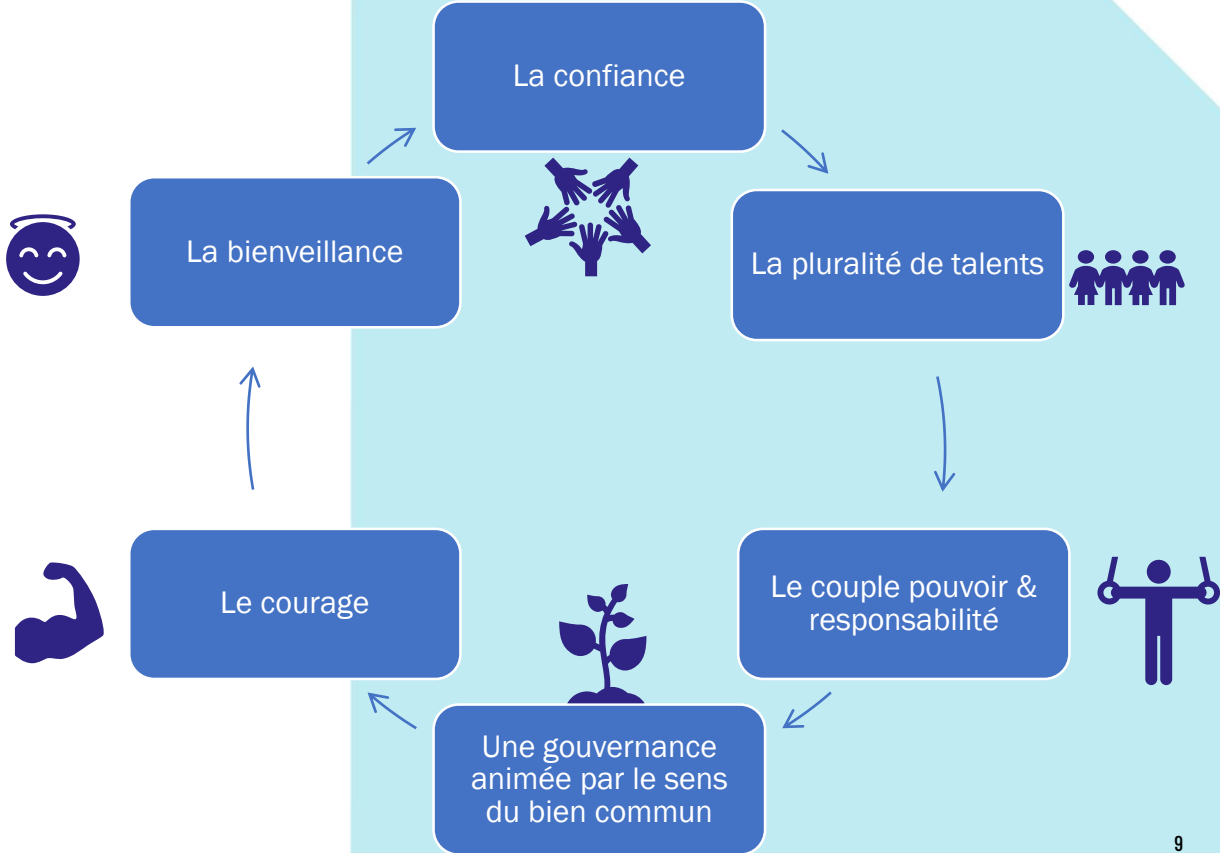 La confiance
La pluralité de talents
Le couple pouvoir &
responsabilité
Une gouvernance
animée par le sens
du bien commun
Le courage
La bienveillance
9